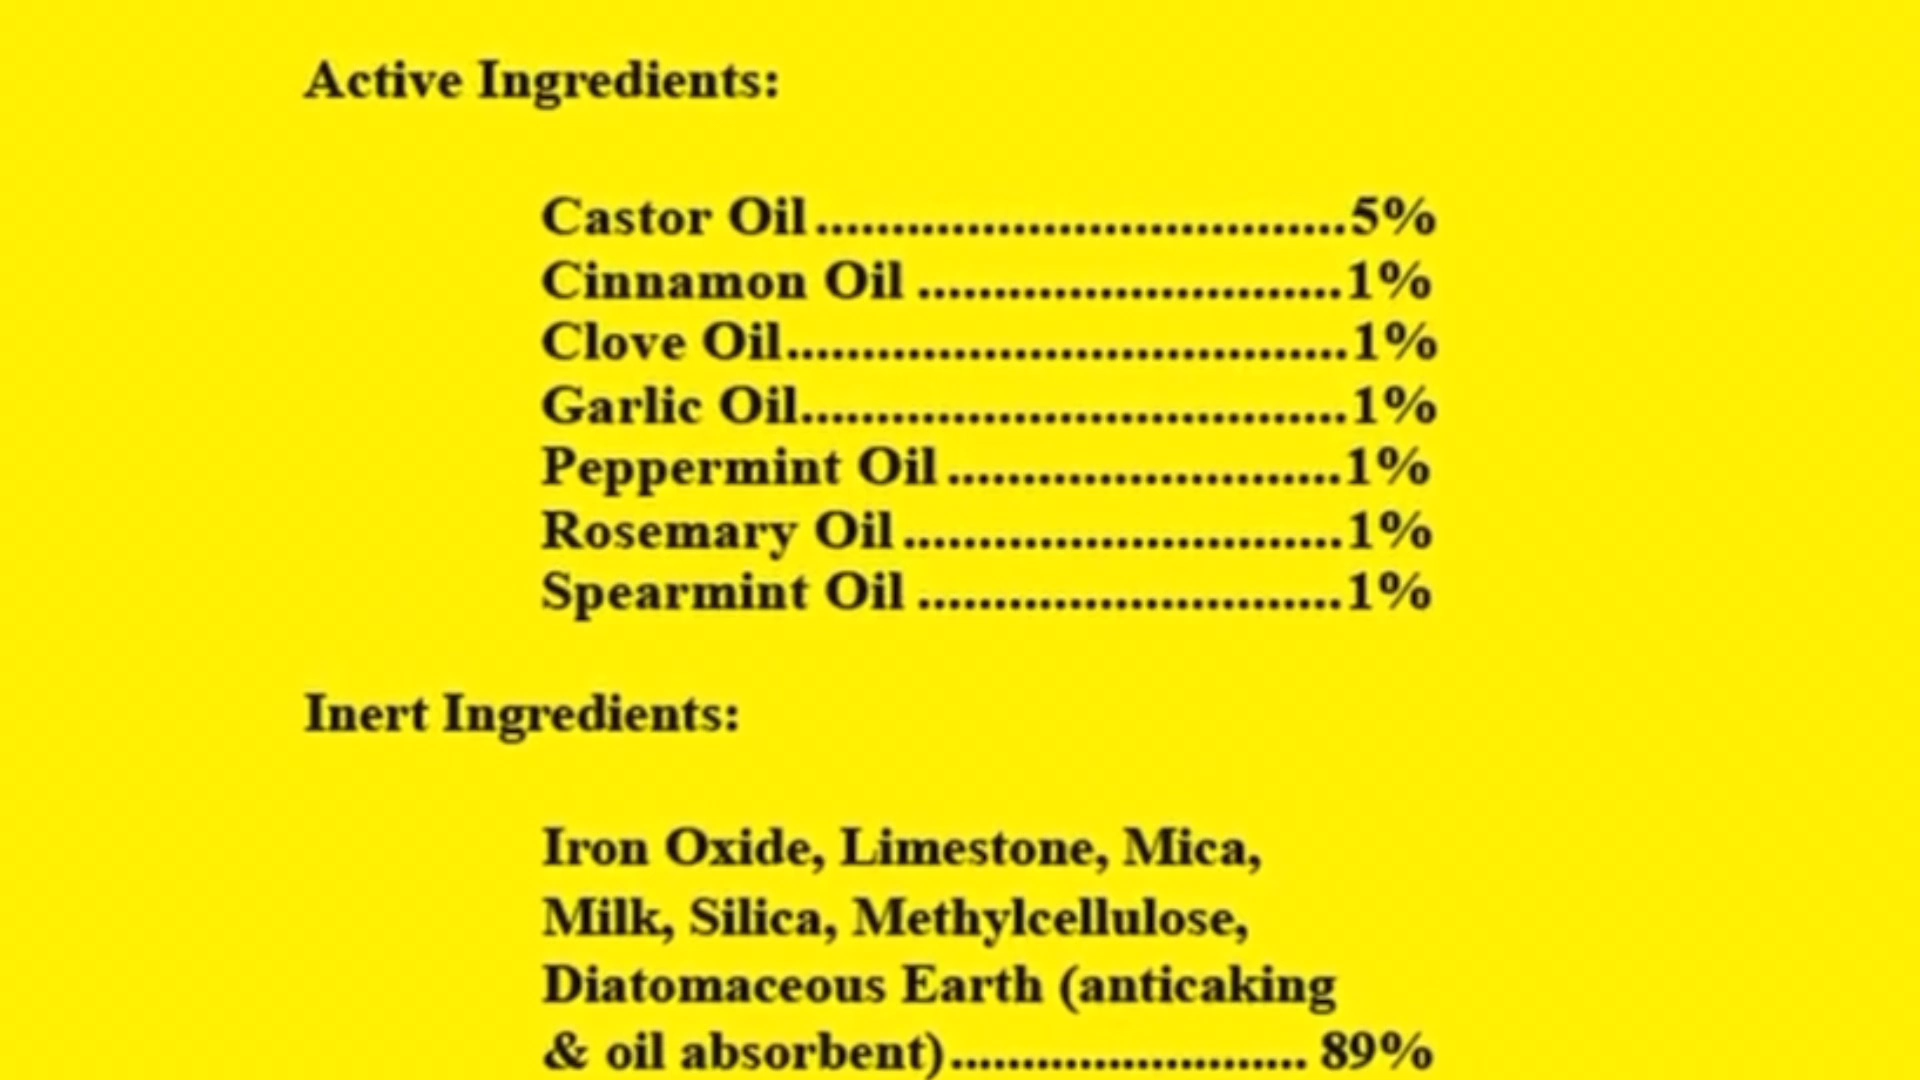 Active Ingredients:
Castor Oil..................................5%
Cinnamon Oil ............................1%
Clove Oil.....................................1%
Garlic Oil....................................1%
Peppermint Oil..........................1%
Rosemary Oil.............................1%
Spearmint Oil ............................1%
Inert Ingredients:
Iron Oxide, Limestone, Mica,
Milk, Silica, Methylcellulose,
Diatomaceous Earth (anticaking
& oil absorbent)........................ 89%